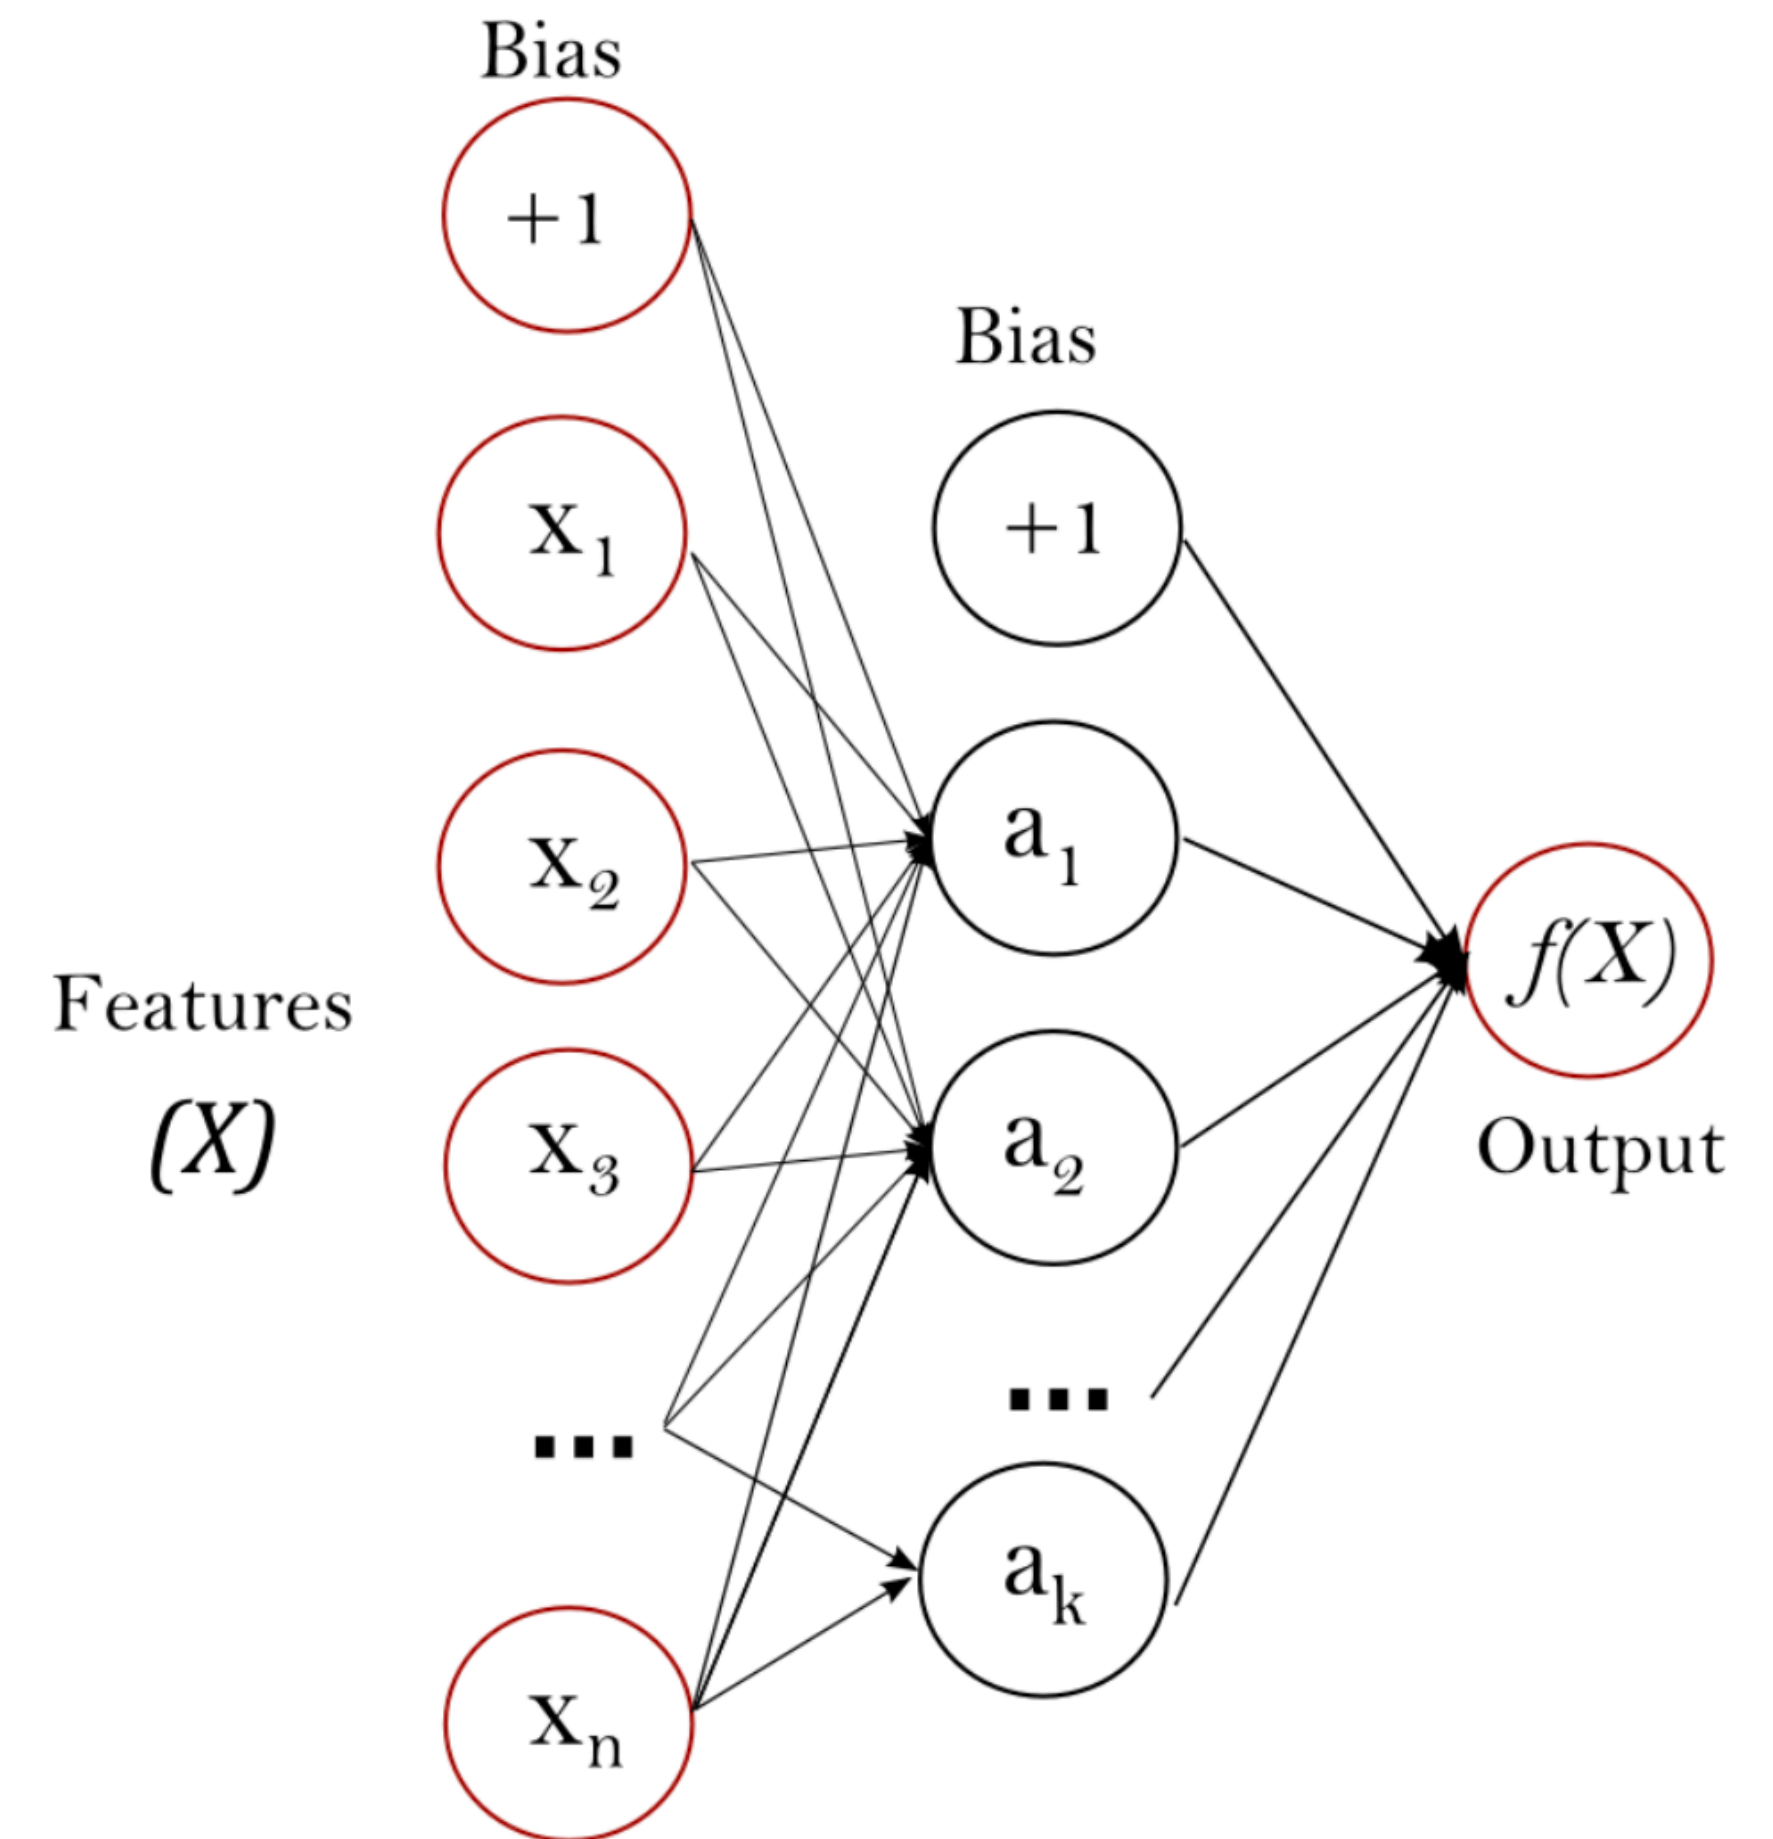 Bias
+1
x1
x2
Features
(X)
x3
...
xn
Bias
+1
a1
a2
...
ak
f(X)
Output